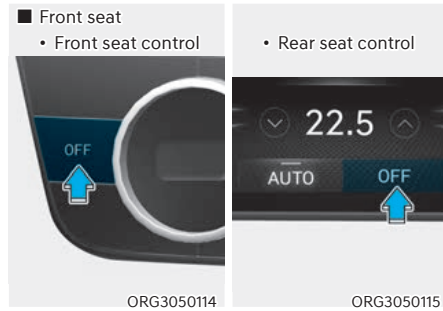 ■ Front seat
• Front seat control
OFF
ORG3050114
• Rear seat control
22.5
AUTO
OFF
ORG3050115